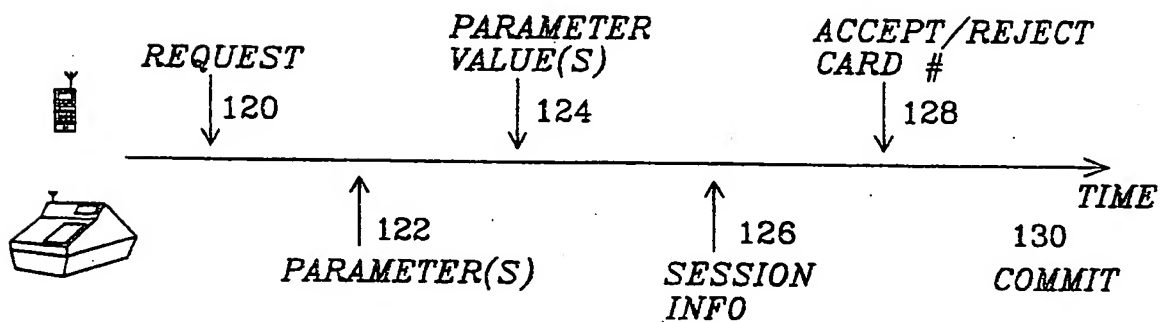 REQUEST
120
PARAMETER
VALUE(S)
124
ACCEPT/REJECT
CARD #
128
TIME
122
PARAMETER(S)
126
SESSION
INFO
130
COMMIT